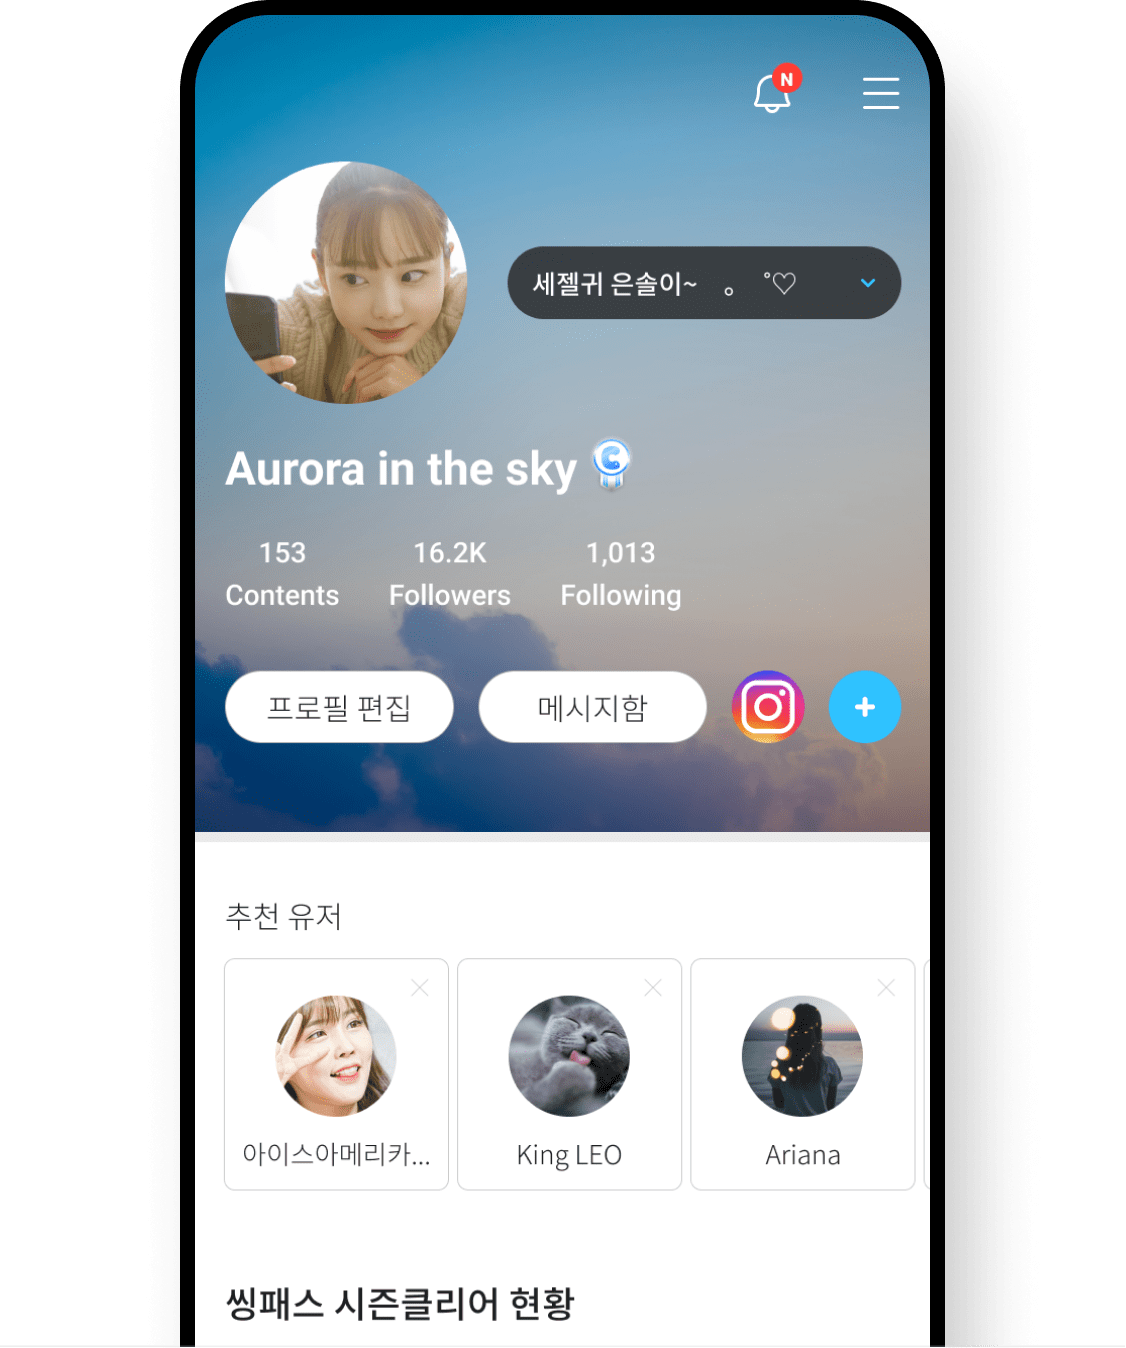 N
세젤귀 은솔이~ 。 ˚♡
Aurora in the sky
153 16.2K 1,013
Contents Followers Following
프로필 편집 메시지함
추천 유저
아이스아메리카... King LEO Ariana
씽패스 시즌클리어 현황